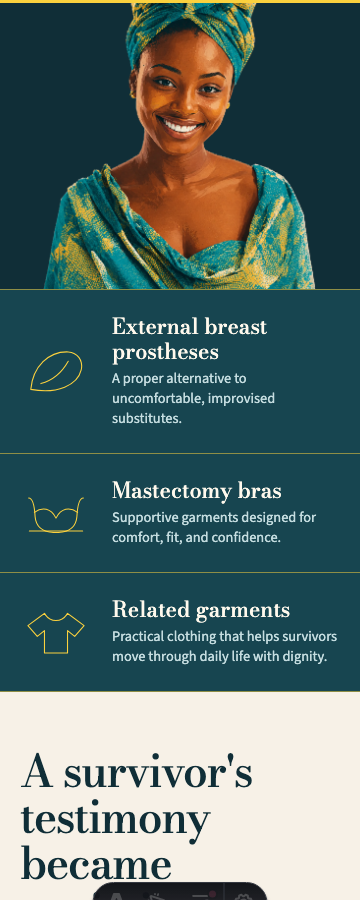 External breast
prostheses
A proper alternative to
uncomfortable, improvised
substitutes.
Mastectomy bras
Supportive garments designed for
comfort, fit, and confidence.
Related garments
Practical clothing that helps survivors
move through daily life with dignity.
A survivor's
testimony
became